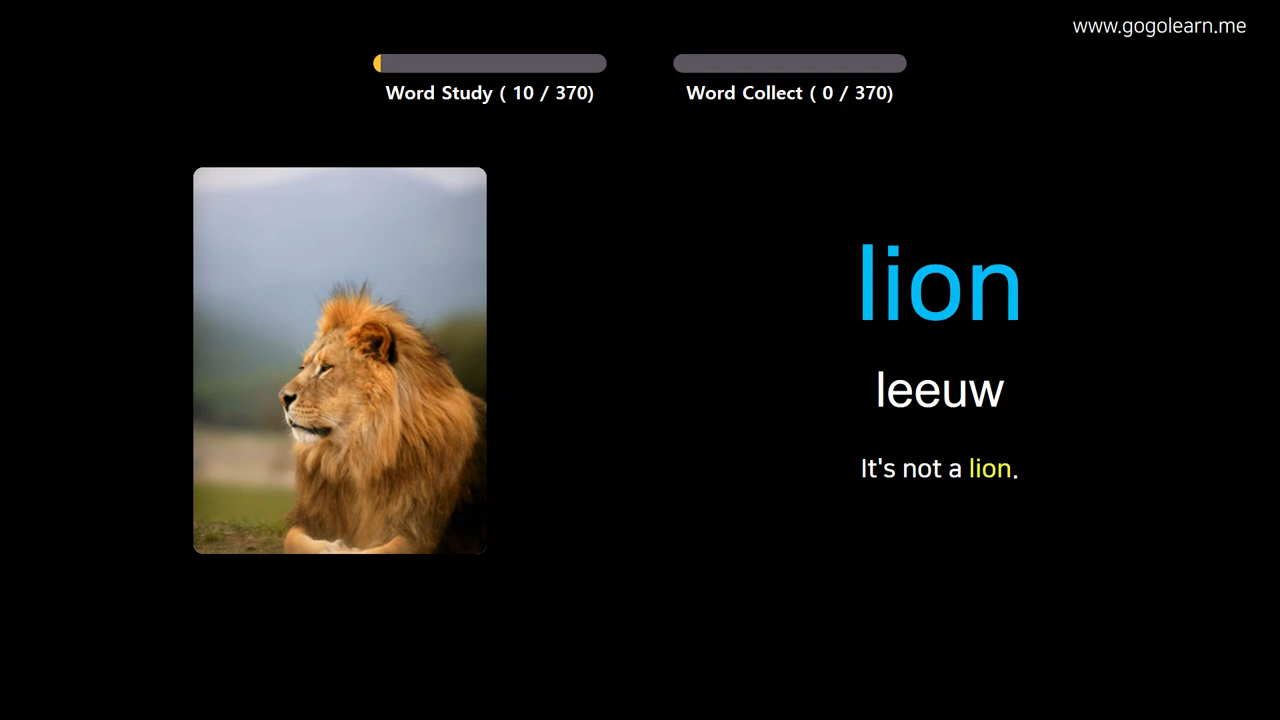 www.gogolearn.me
Word Study ( 10 / 370)
Word Collect ( 0 / 370)
lion
leeuw
It's not a lion.